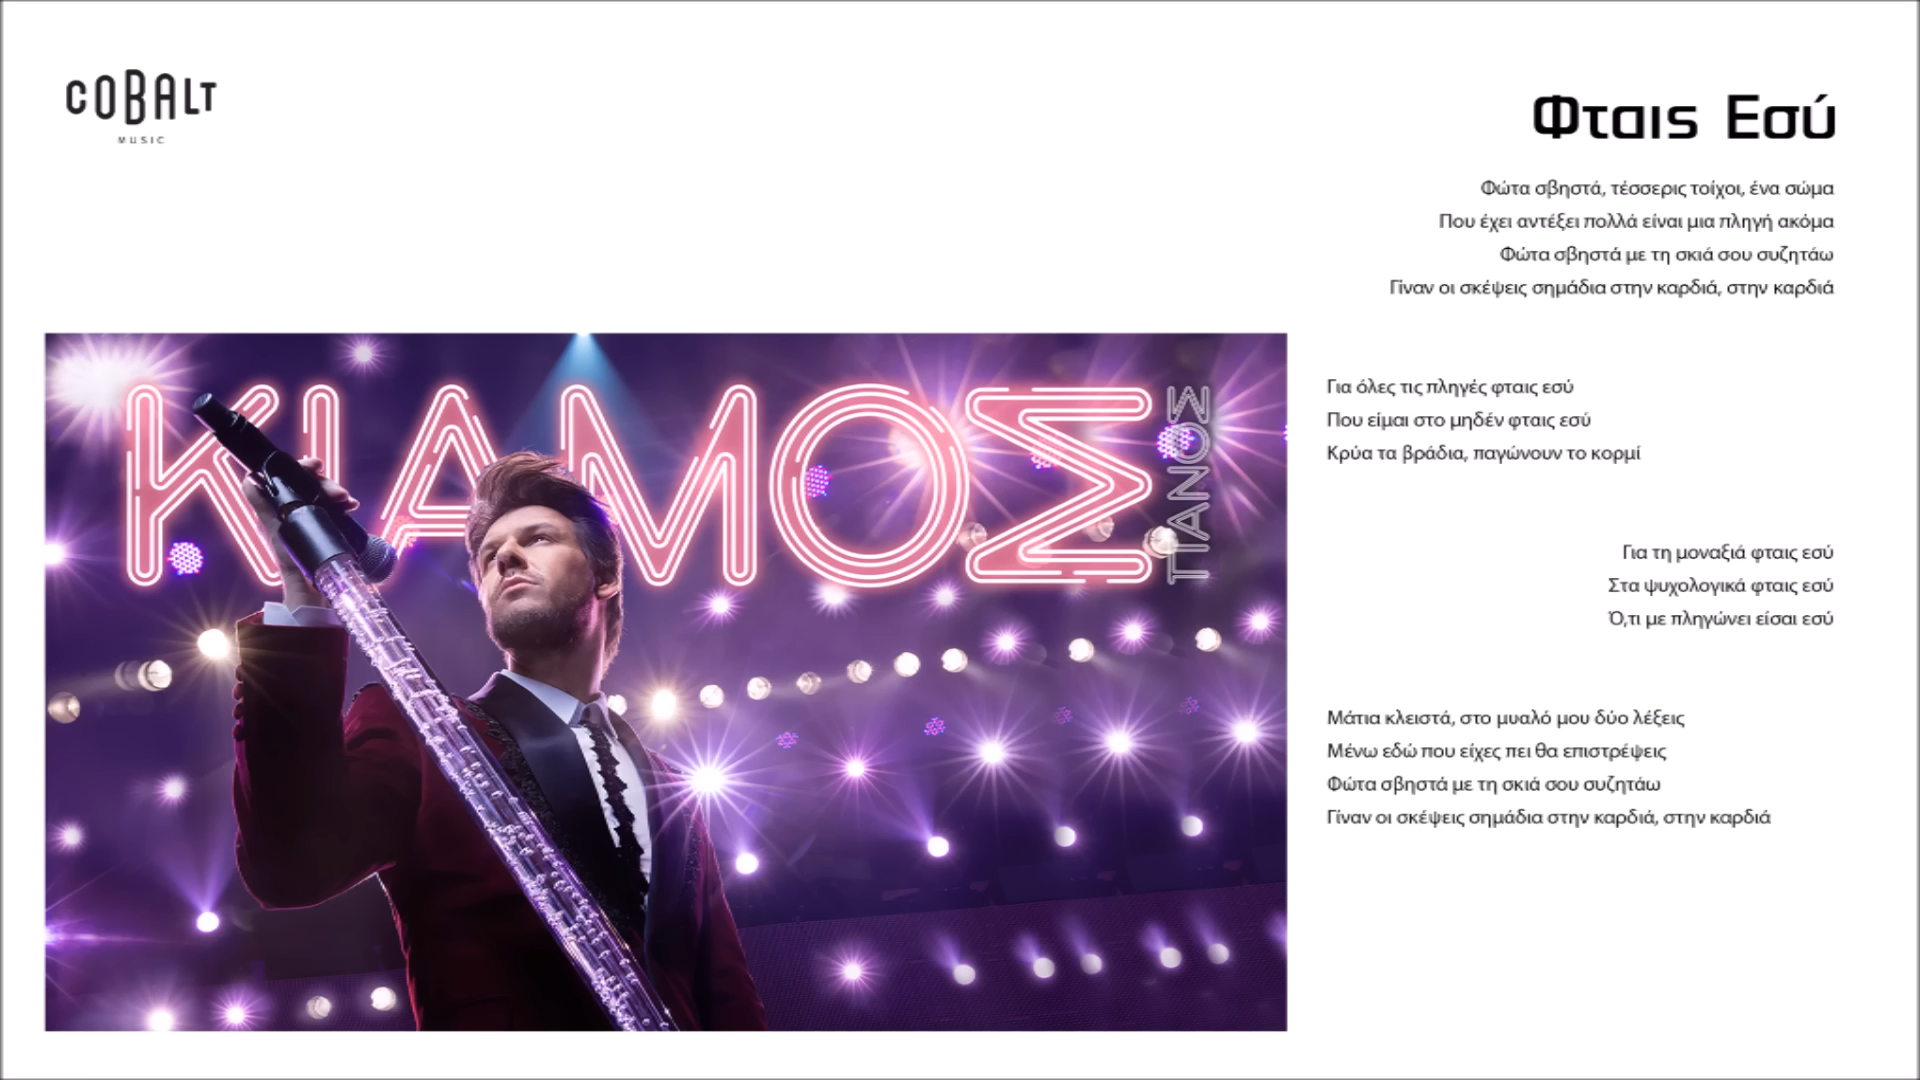 COBALT
MUSIC
Φταις Εσύ
Φώτα σβηστά, τέσσερις τοίχοι, ένα σώμα
Που έχει αντέξει πολλά είναι μια πληγή ακόμα
Φώτα σβηστά με τη σκιά σου συζητάω
Γίναν οι σκέψεις σημάδια στην καρδιά, στην καρδιά
ΚΙΑΜΟΣ
ΠΑΝΟΣ
Για όλες τις πληγές φταις εσύ
Που είμαι στο μηδέν φταις εσύ
Κρύα τα βράδια, παγώνουν το κορμί
Για τη μοναξιά φταις εσύ
Στα ψυχολογικά φταις εσύ
Ό,τι με πληγώνει είσαι εσύ
Μάτια κλειστά, στο μυαλό μου δύο λέξεις
Μένω εδώ που είχες πει θα επιστρέψεις
Φώτα σβηστά με τη σκιά σου συζητάω
Γίναν οι σκέψεις σημάδια στην καρδιά, στην καρδιά